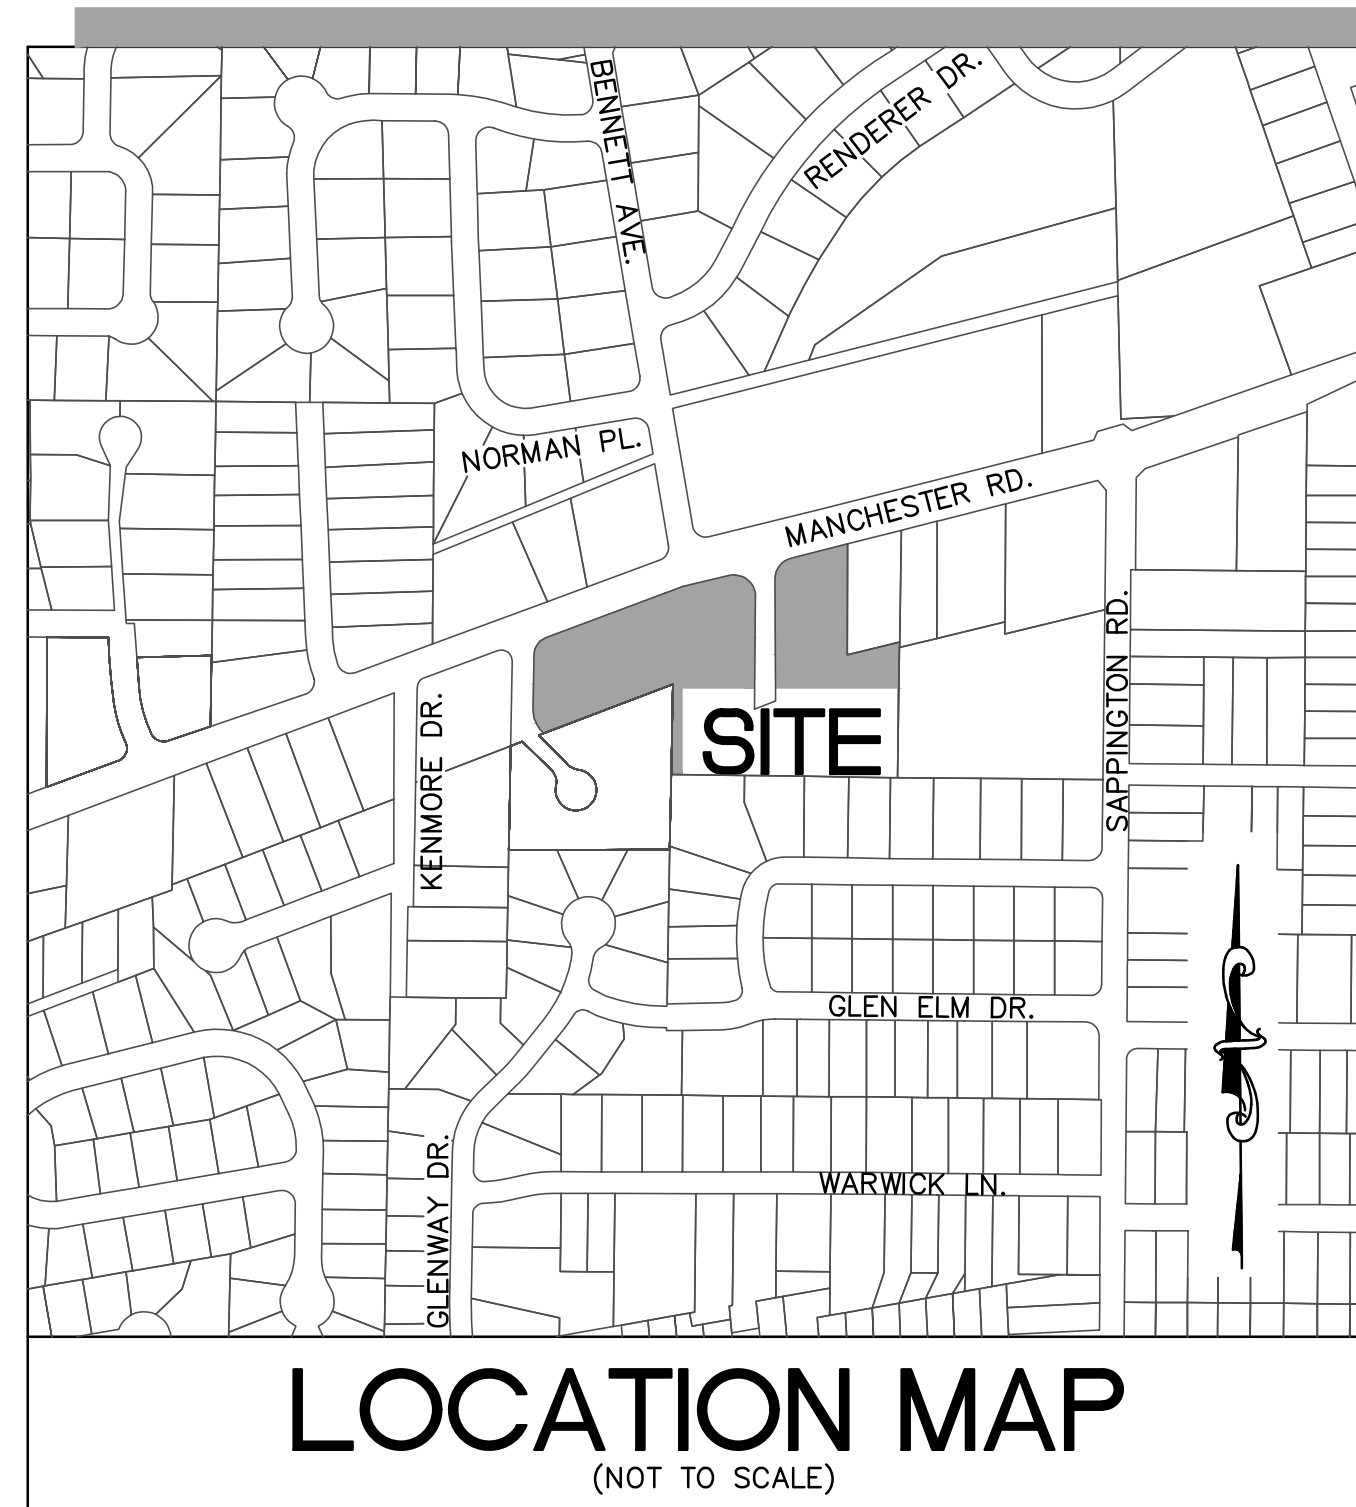 BENNETT AVE.
RENDERER DR.
NORMAN PL.
MANCHESTER RD.
SAPPINGTON RD.
KENMORE DR.
SITE
GLEN ELM DR.
GLENWAY DR.
WARWICK LN.
LOCATION MAP
(NOT TO SCALE)